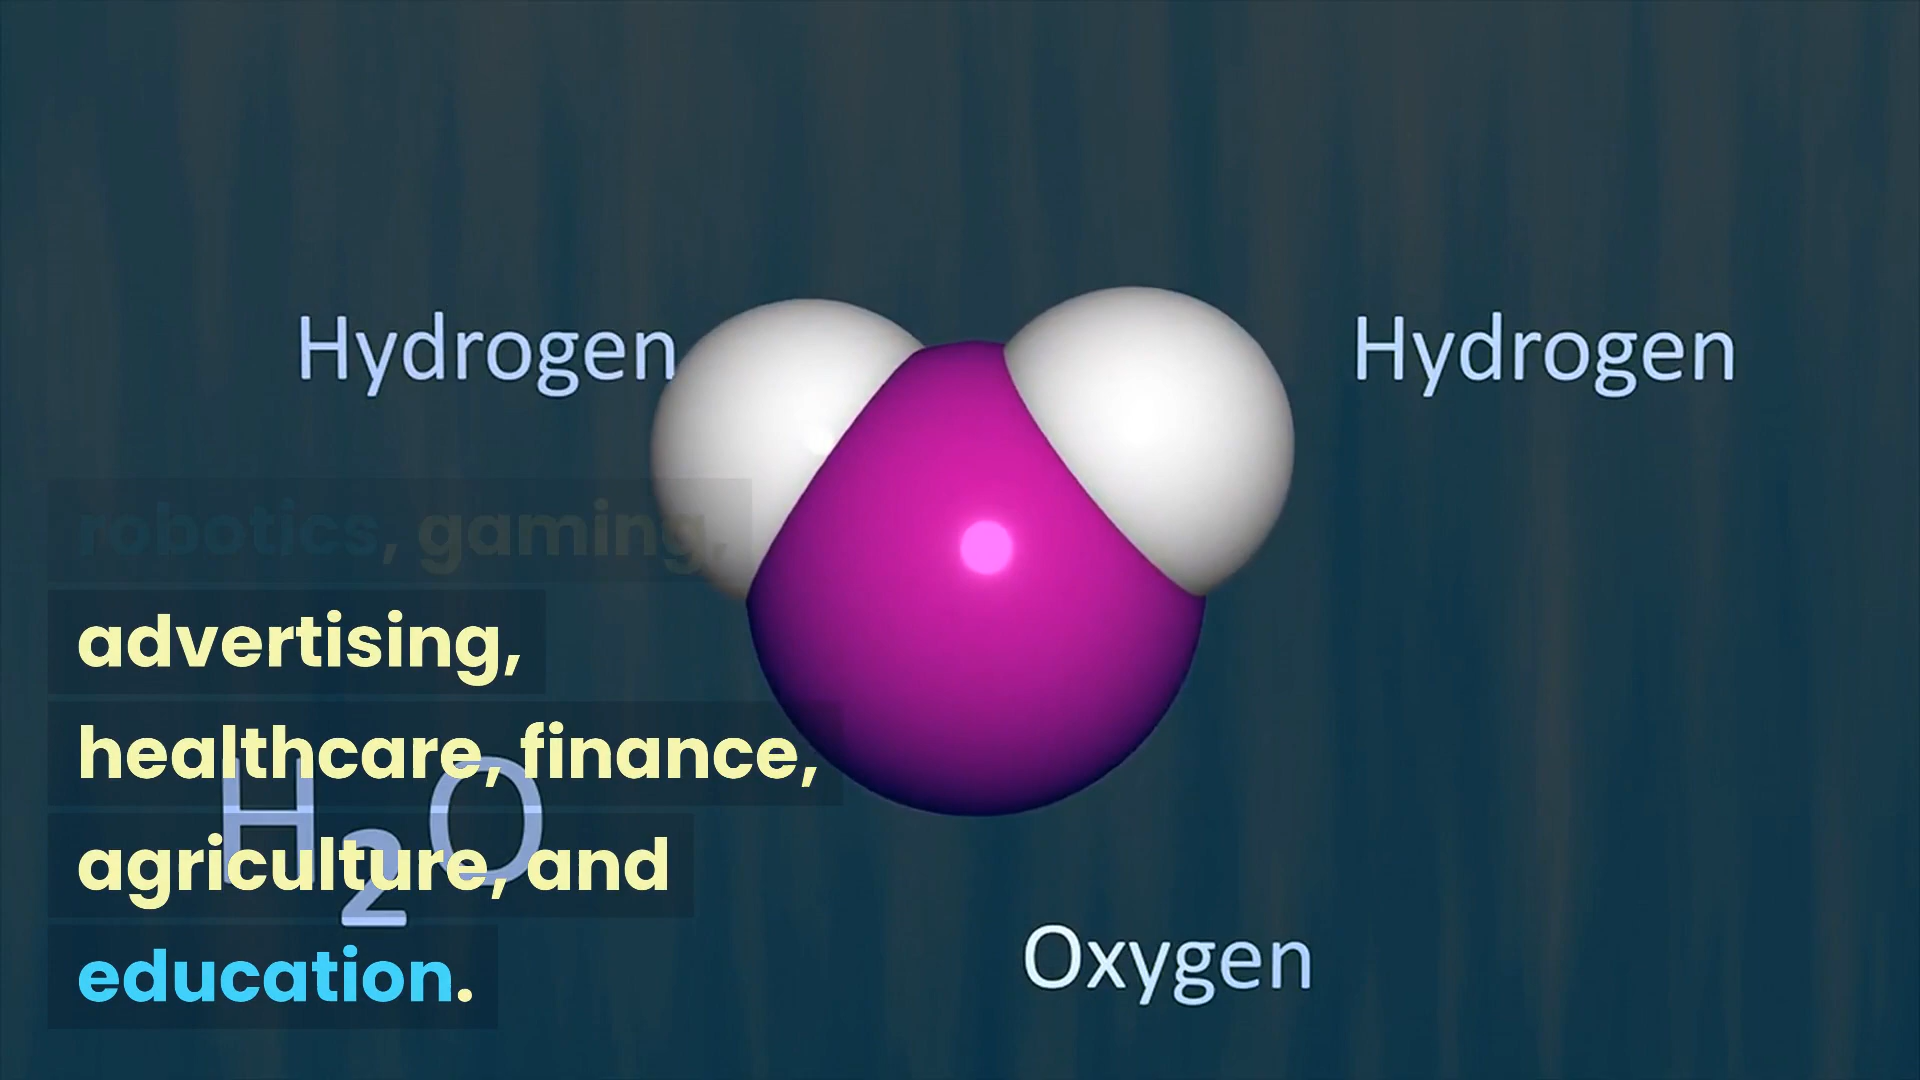 Hydrogen
Hydrogen
robotics, gaming,
advertising,
healthcare, finance,
agriculture, and
education.
H2O
Oxygen